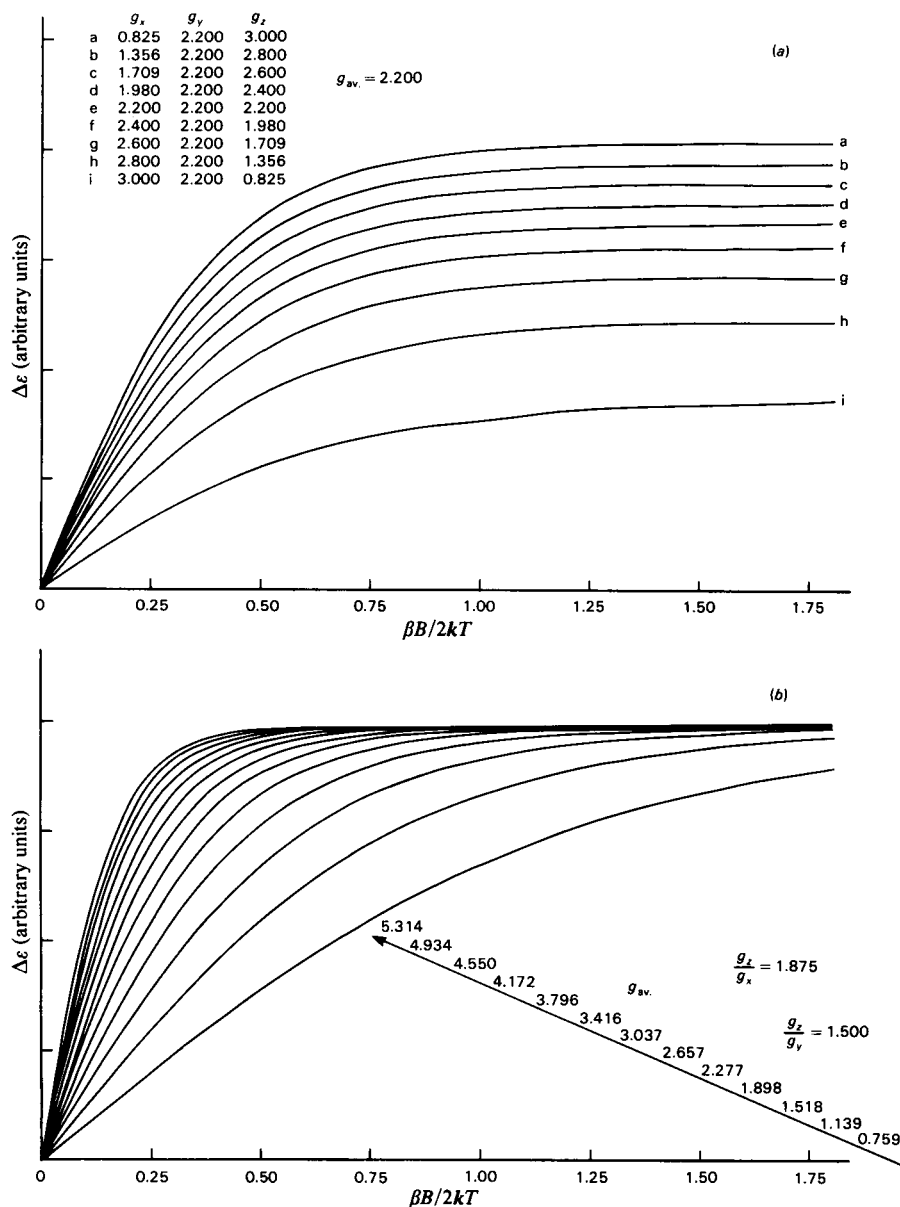 g_x g_y g_z
a 0.825 2.200 3.000
b 1.356 2.200 2.800
c 1.709 2.200 2.600
d 1.980 2.200 2.400
e 2.200 2.200 2.200
f 2.400 2.200 1.980
g 2.600 2.200 1.709
h 2.800 2.200 1.356
i 3.000 2.200 0.825
g_av. = 2.200
(a)
a
b
c
d
e
f
g
h
i
Δε (arbitrary units)
0 0.25 0.50 0.75 1.00 1.25 1.50 1.75
βB/2kT
(b)
Δε (arbitrary units)
5.314
4.934
4.550
4.172
3.796
3.416
3.037
2.657
2.277
1.898
1.518
1.139
0.759
g_av.
g_z/g_x = 1.875
g_z/g_y = 1.500
0 0.25 0.50 0.75 1.00 1.25 1.50 1.75
βB/2kT